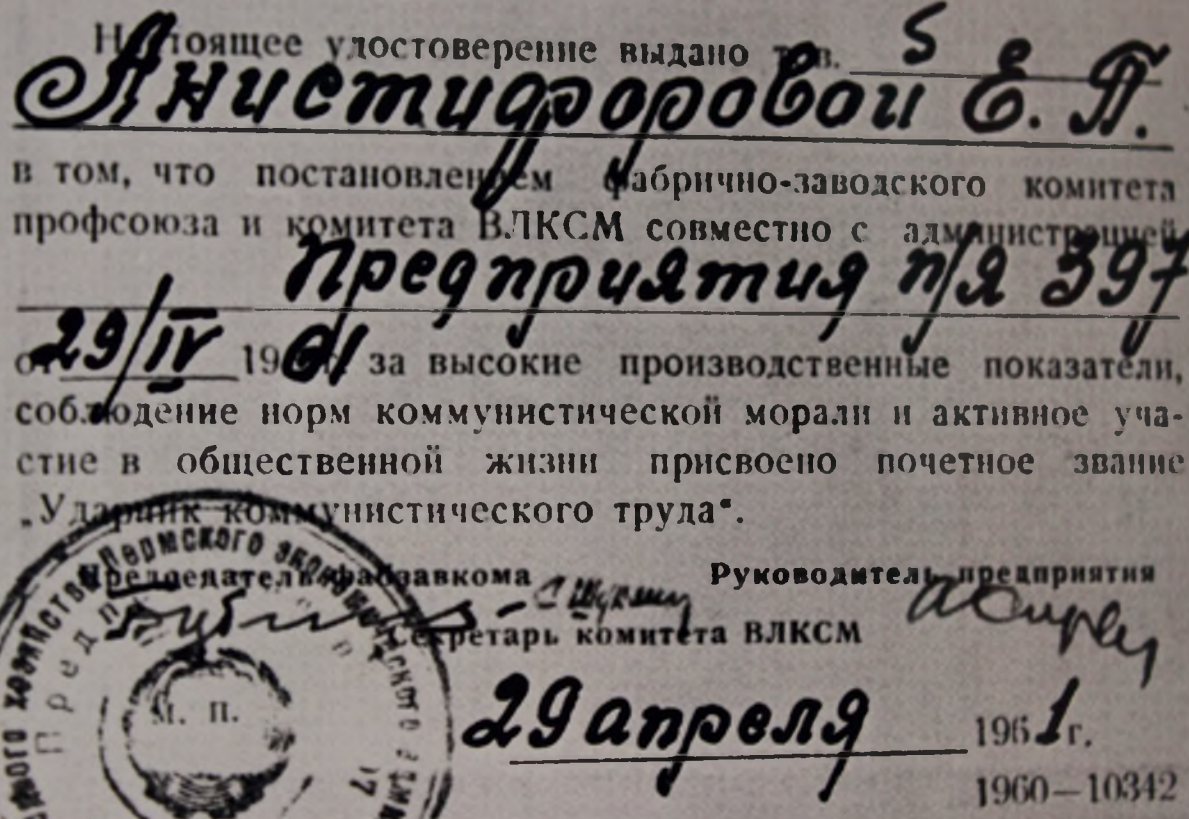 Настоящее удостоверение выдано тов. 5
Анистидзоровой Е. П.
в том, что постановлением фабрично-заводского комитета
профсоюза и комитета ВЛКСМ совместно с администрацией
Предприятия п/я 397
от 29/IV 1961 за высокие производственные показатели,
соблюдение норм коммунистической морали и активное уча-
стие в общественной жизни присвоено почетное звание
„Ударник коммунистического труда“.
Председатель фабзавкома Руководитель предприятия
Секретарь комитета ВЛКСМ
М. П.
29 апреля 1961 г.
1960—10342
Пермского